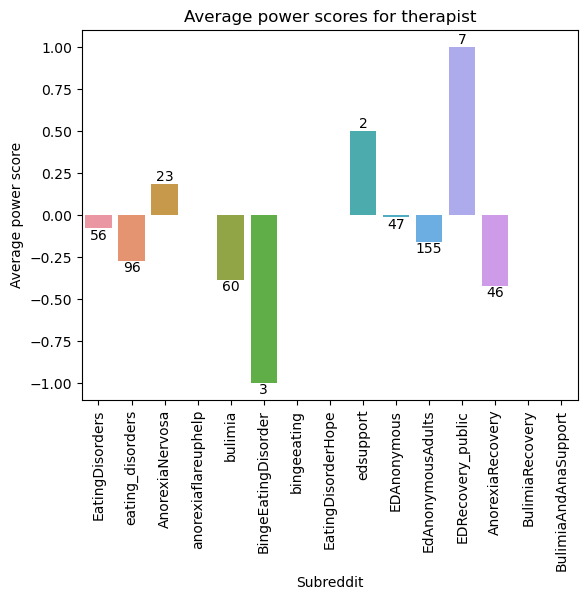 Average power scores for therapist
Average power score
1.00
0.75
0.50
0.25
0.00
−0.25
−0.50
−0.75
−1.00
56
96
23
60
3
2
47
155
7
46
EatingDisorders
eating_disorders
AnorexiaNervosa
anorexiaflareuphelp
bulimia
BingeEatingDisorder
bingeeating
EatingDisorderHope
edsupport
EDAnonymous
EdAnonymousAdults
EDRecovery_public
AnorexiaRecovery
BulimiaRecovery
BulimiaAndAnaSupport
Subreddit